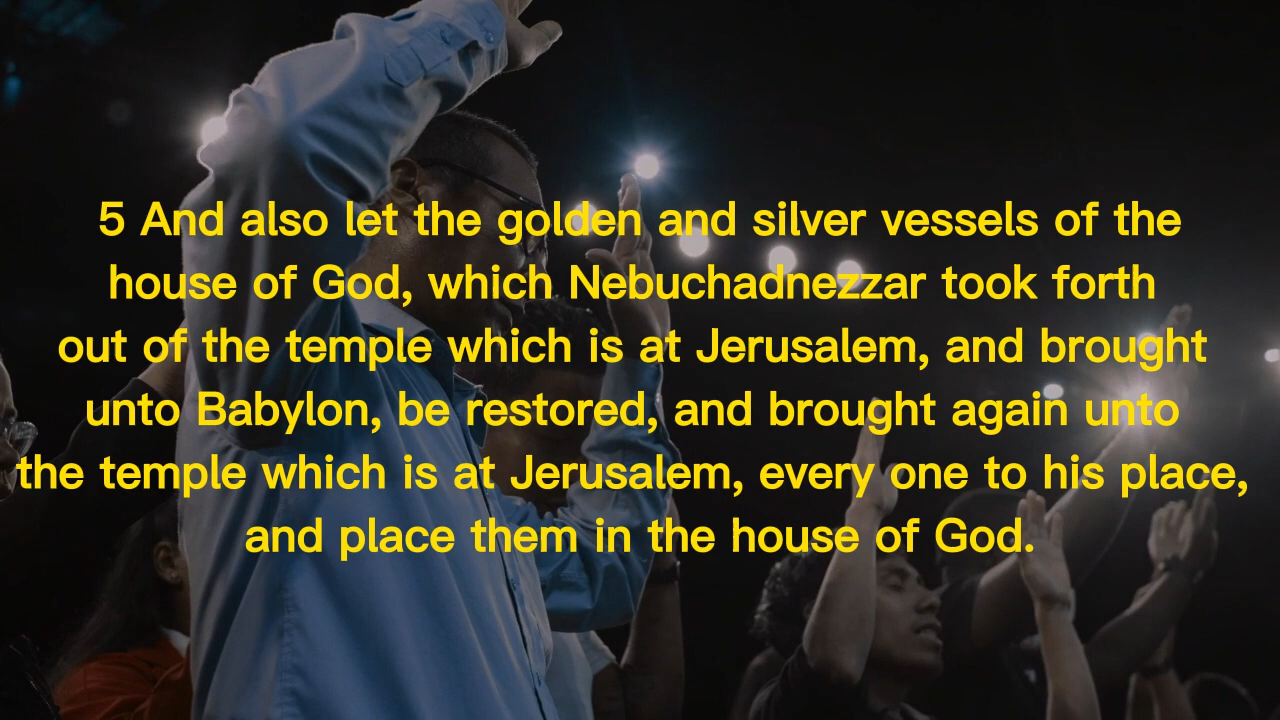 5 And also let the golden and silver vessels of the
house of God, which Nebuchadnezzar took forth
out of the temple which is at Jerusalem, and brought
unto Babylon, be restored, and brought again unto
the temple which is at Jerusalem, every one to his place,
and place them in the house of God.